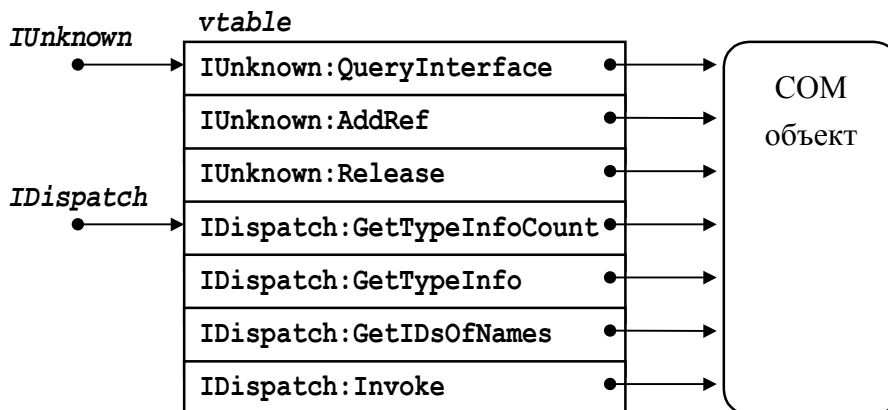 vtable
IUnknown
IUnknown:QueryInterface
IUnknown:AddRef
IUnknown:Release
IDispatch
IDispatch:GetTypeInfoCount
IDispatch:GetTypeInfo
IDispatch:GetIDsOfNames
IDispatch:Invoke
COM
объект